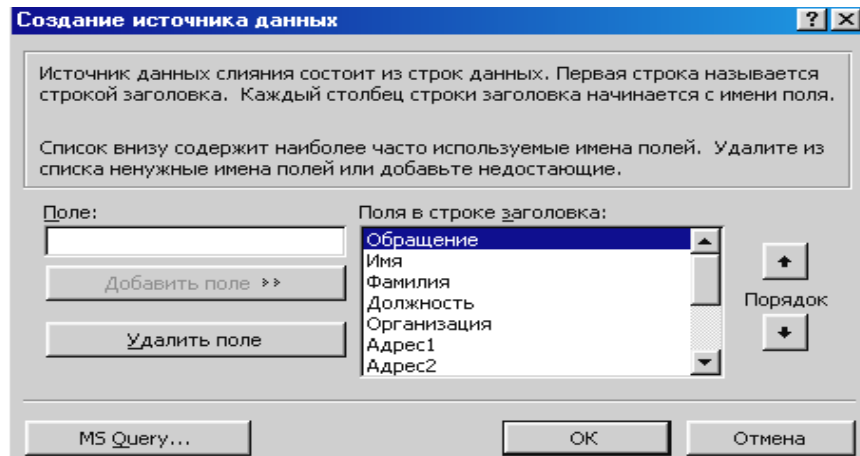 Создание источника данных
Источник данных слияния состоит из строк данных. Первая строка называется
строкой заголовка. Каждый столбец строки заголовка начинается с имени поля.
Список внизу содержит наиболее часто используемые имена полей. Удалите из
списка ненужные имена полей или добавьте недостающие.
Поле:
Добавить поле >>
Удалить поле
Поля в строке заголовка:
Обращение
Имя
Фамилия
Должность
Организация
Адрес1
Адрес2
Порядок
MS Query...
OK
Отмена